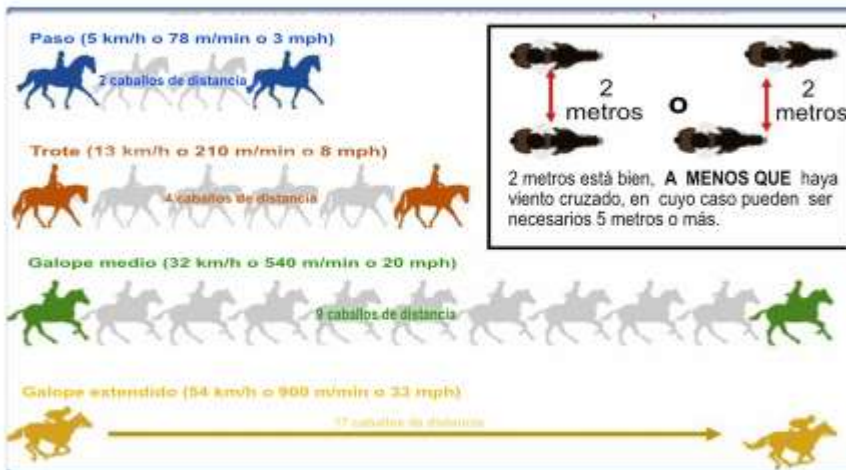 Paso (5 km/h o 78 m/min o 3 mph)
2 caballos de distancia
Trote (13 km/h o 210 m/min o 8 mph)
4 caballos de distancia
Galope medio (32 km/h o 540 m/min o 20 mph)
9 caballos de distancia
Galope extendido (54 km/h o 900 m/min o 33 mph)
17 caballos de distancia
2 metros
O
2 metros
2 metros está bien, A MENOS QUE haya
viento cruzado, en cuyo caso pueden ser
necesarios 5 metros o más.